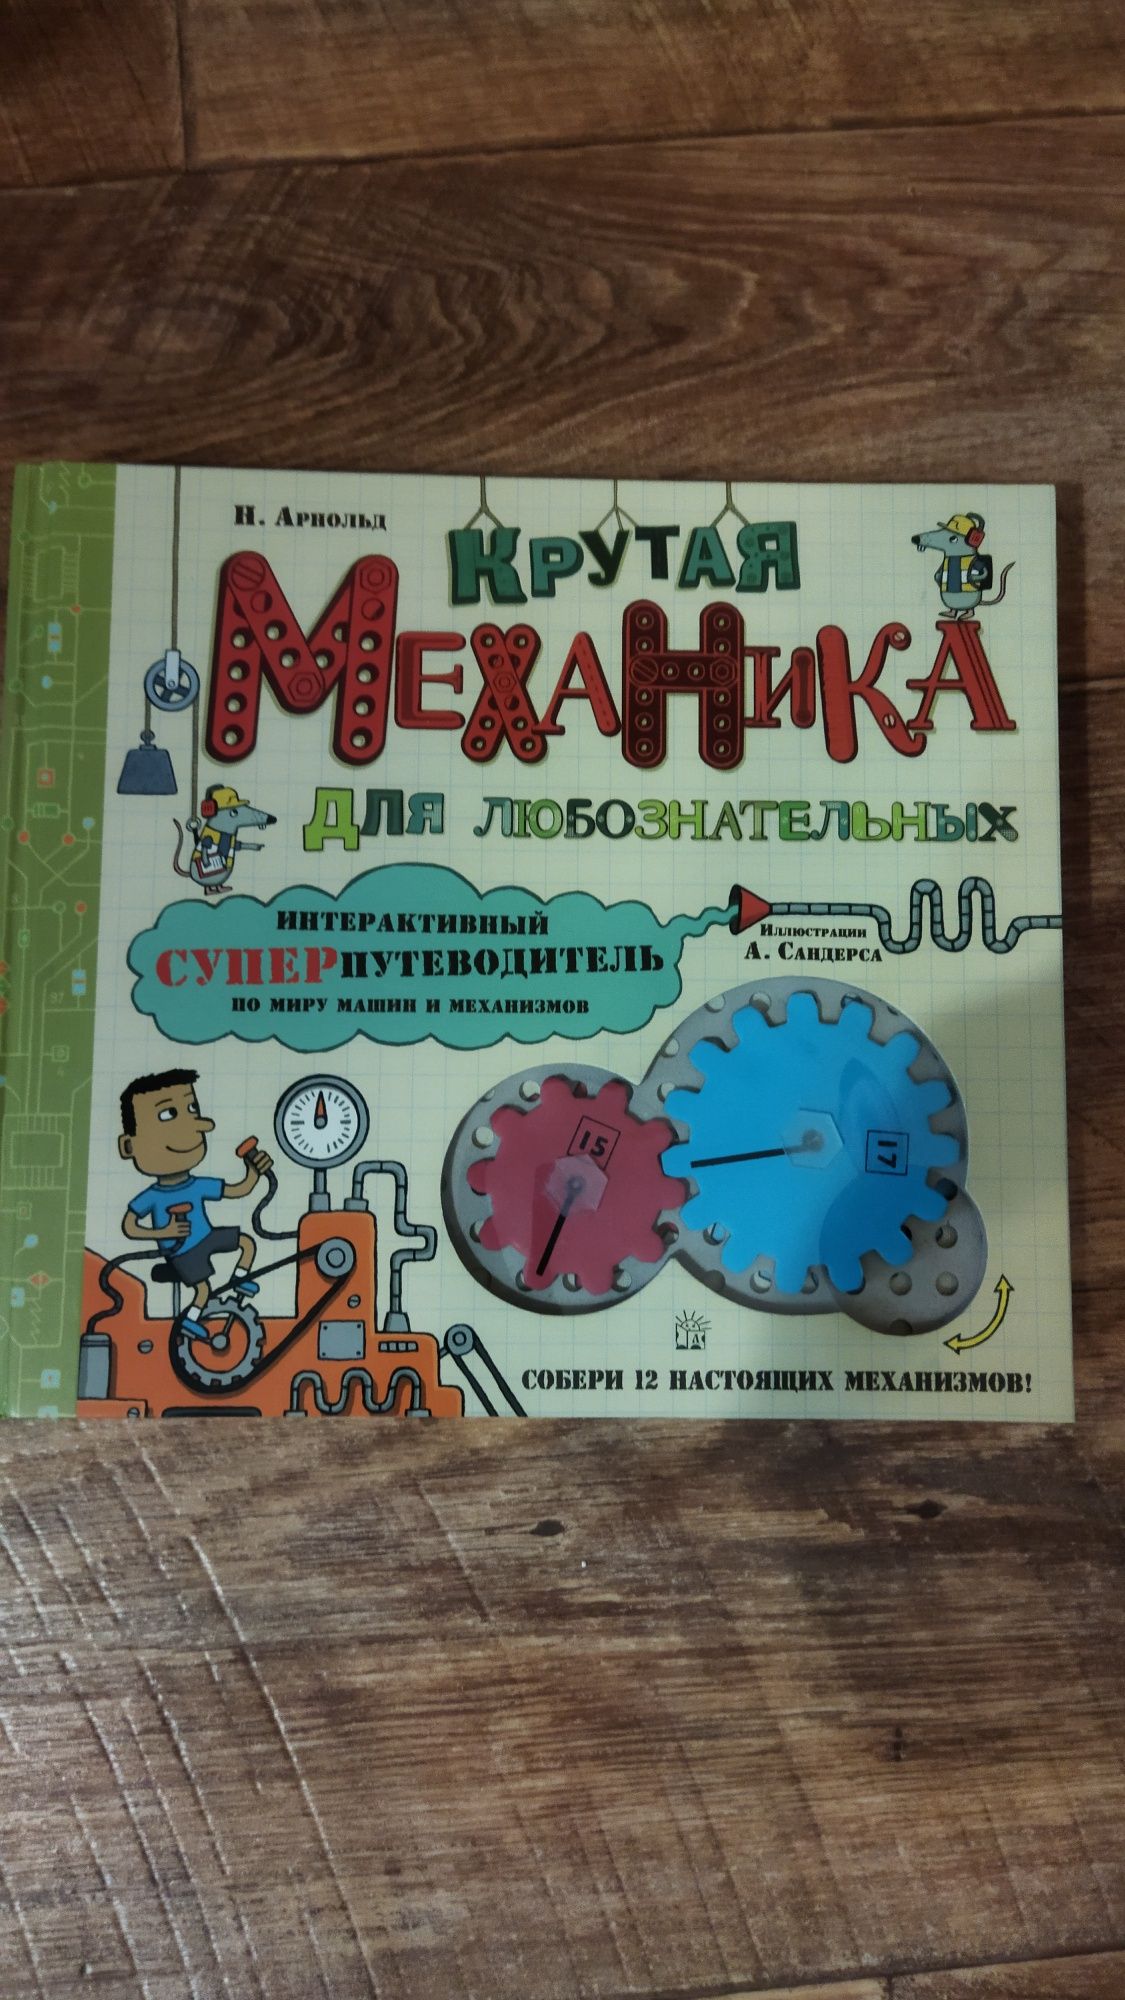 Н. Арнольд
Крутая
Механика
для любознательных
интерактивный
суперпутеводитель
по миру машин и механизмов
Иллюстрации
А. Сандерса
15
17
собери 12 настоящих механизмов!